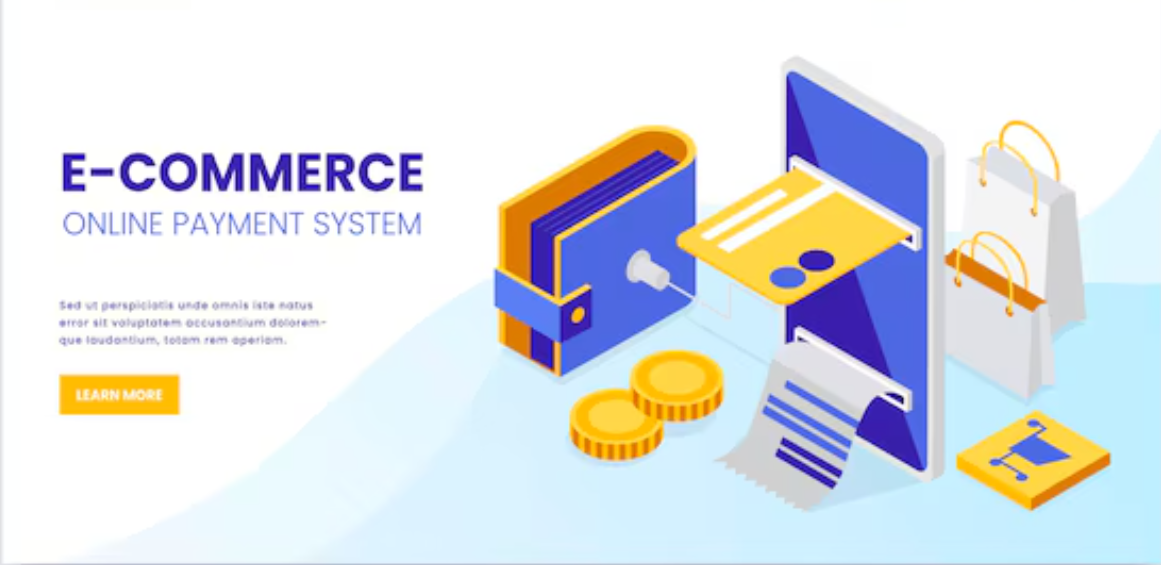 E-COMMERCE
ONLINE PAYMENT SYSTEM
Sed ut perspiciatis unde omnis iste natus
error sit voluptatem accusantium dolorem-
que laudantium, totam rem aperiam.
LEARN MORE